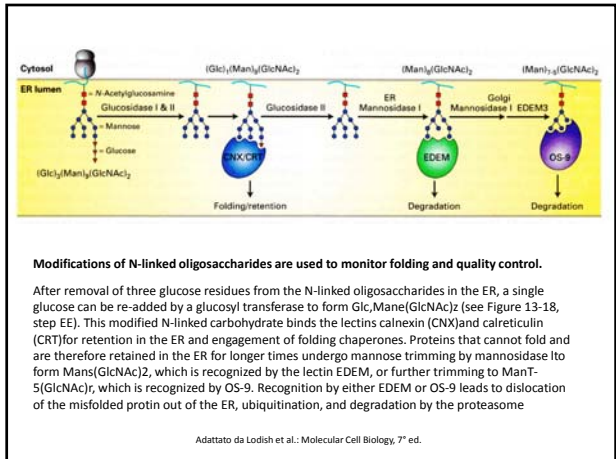 Cytosol
(Glc)₁(Man)₉(GlcNAc)₂
(Man)₈(GlcNAc)₂
(Man)₇₋₅(GlcNAc)₂
ER lumen
= N-Acetylglucosamine
Glucosidase I & II
Glucosidase II
ER
Mannosidase I
Golgi
Mannosidase I
EDEM3
= Mannose
= Glucose
(Glc)₃(Man)₉(GlcNAc)₂
CNX/CRT
EDEM
OS-9
Folding/retention
Degradation
Degradation
Modifications of N-linked oligosaccharides are used to monitor folding and quality control.
After removal of three glucose residues from the N-linked oligosaccharides in the ER, a single
glucose can be re-added by a glucosyl transferase to form Glc,Mane(GlcNAc)z (see Figure 13-18,
step EE). This modified N-linked carbohydrate binds the lectins calnexin (CNX)and calreticulin
(CRT)for retention in the ER and engagement of folding chaperones. Proteins that cannot fold and
are therefore retained in the ER for longer times undergo mannose trimming by mannosidase lto
form Mans(GlcNAc)2, which is recognized by the lectin EDEM, or further trimming to ManT-
5(GlcNAc)r, which is recognized by OS-9. Recognition by either EDEM or OS-9 leads to dislocation
of the misfolded protin out of the ER, ubiquitination, and degradation by the proteasome
Adattato da Lodish et al.: Molecular Cell Biology, 7° ed.